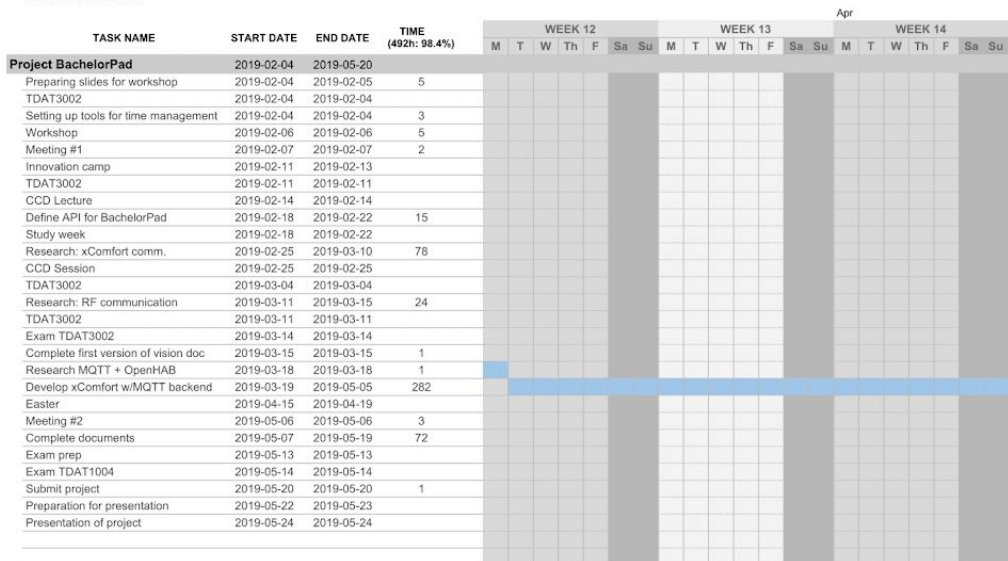 Apr
WEEK 12 WEEK 13 WEEK 14
TASK NAME START DATE END DATE TIME (492h: 98.4%)
M T W Th F Sa Su M T W Th F Sa Su M T W Th F Sa Su
Project BachelorPad 2019-02-04 2019-05-20
Preparing slides for workshop 2019-02-04 2019-02-05 5
TDAT3002 2019-02-04 2019-02-04
Setting up tools for time management 2019-02-04 2019-02-04 3
Workshop 2019-02-06 2019-02-06 5
Meeting #1 2019-02-07 2019-02-07 2
Innovation camp 2019-02-11 2019-02-13
TDAT3002 2019-02-11 2019-02-11
CCD Lecture 2019-02-14 2019-02-14
Define API for BachelorPad 2019-02-18 2019-02-22 15
Study week 2019-02-18 2019-02-22
Research: xComfort comm. 2019-02-25 2019-03-10 78
CCD Session 2019-02-25 2019-02-25
TDAT3002 2019-03-04 2019-03-04
Research: RF communication 2019-03-11 2019-03-15 24
TDAT3002 2019-03-11 2019-03-11
Exam TDAT3002 2019-03-14 2019-03-14
Complete first version of vision doc 2019-03-15 2019-03-15 1
Research MQTT + OpenHAB 2019-03-18 2019-03-18 1
Develop xComfort w/MQTT backend 2019-03-19 2019-05-05 282
Easter 2019-04-15 2019-04-19
Meeting #2 2019-05-06 2019-05-06 3
Complete documents 2019-05-07 2019-05-19 72
Exam prep 2019-05-13 2019-05-13
Exam TDAT1004 2019-05-14 2019-05-14
Submit project 2019-05-20 2019-05-20 1
Preparation for presentation 2019-05-22 2019-05-23
Presentation of project 2019-05-24 2019-05-24